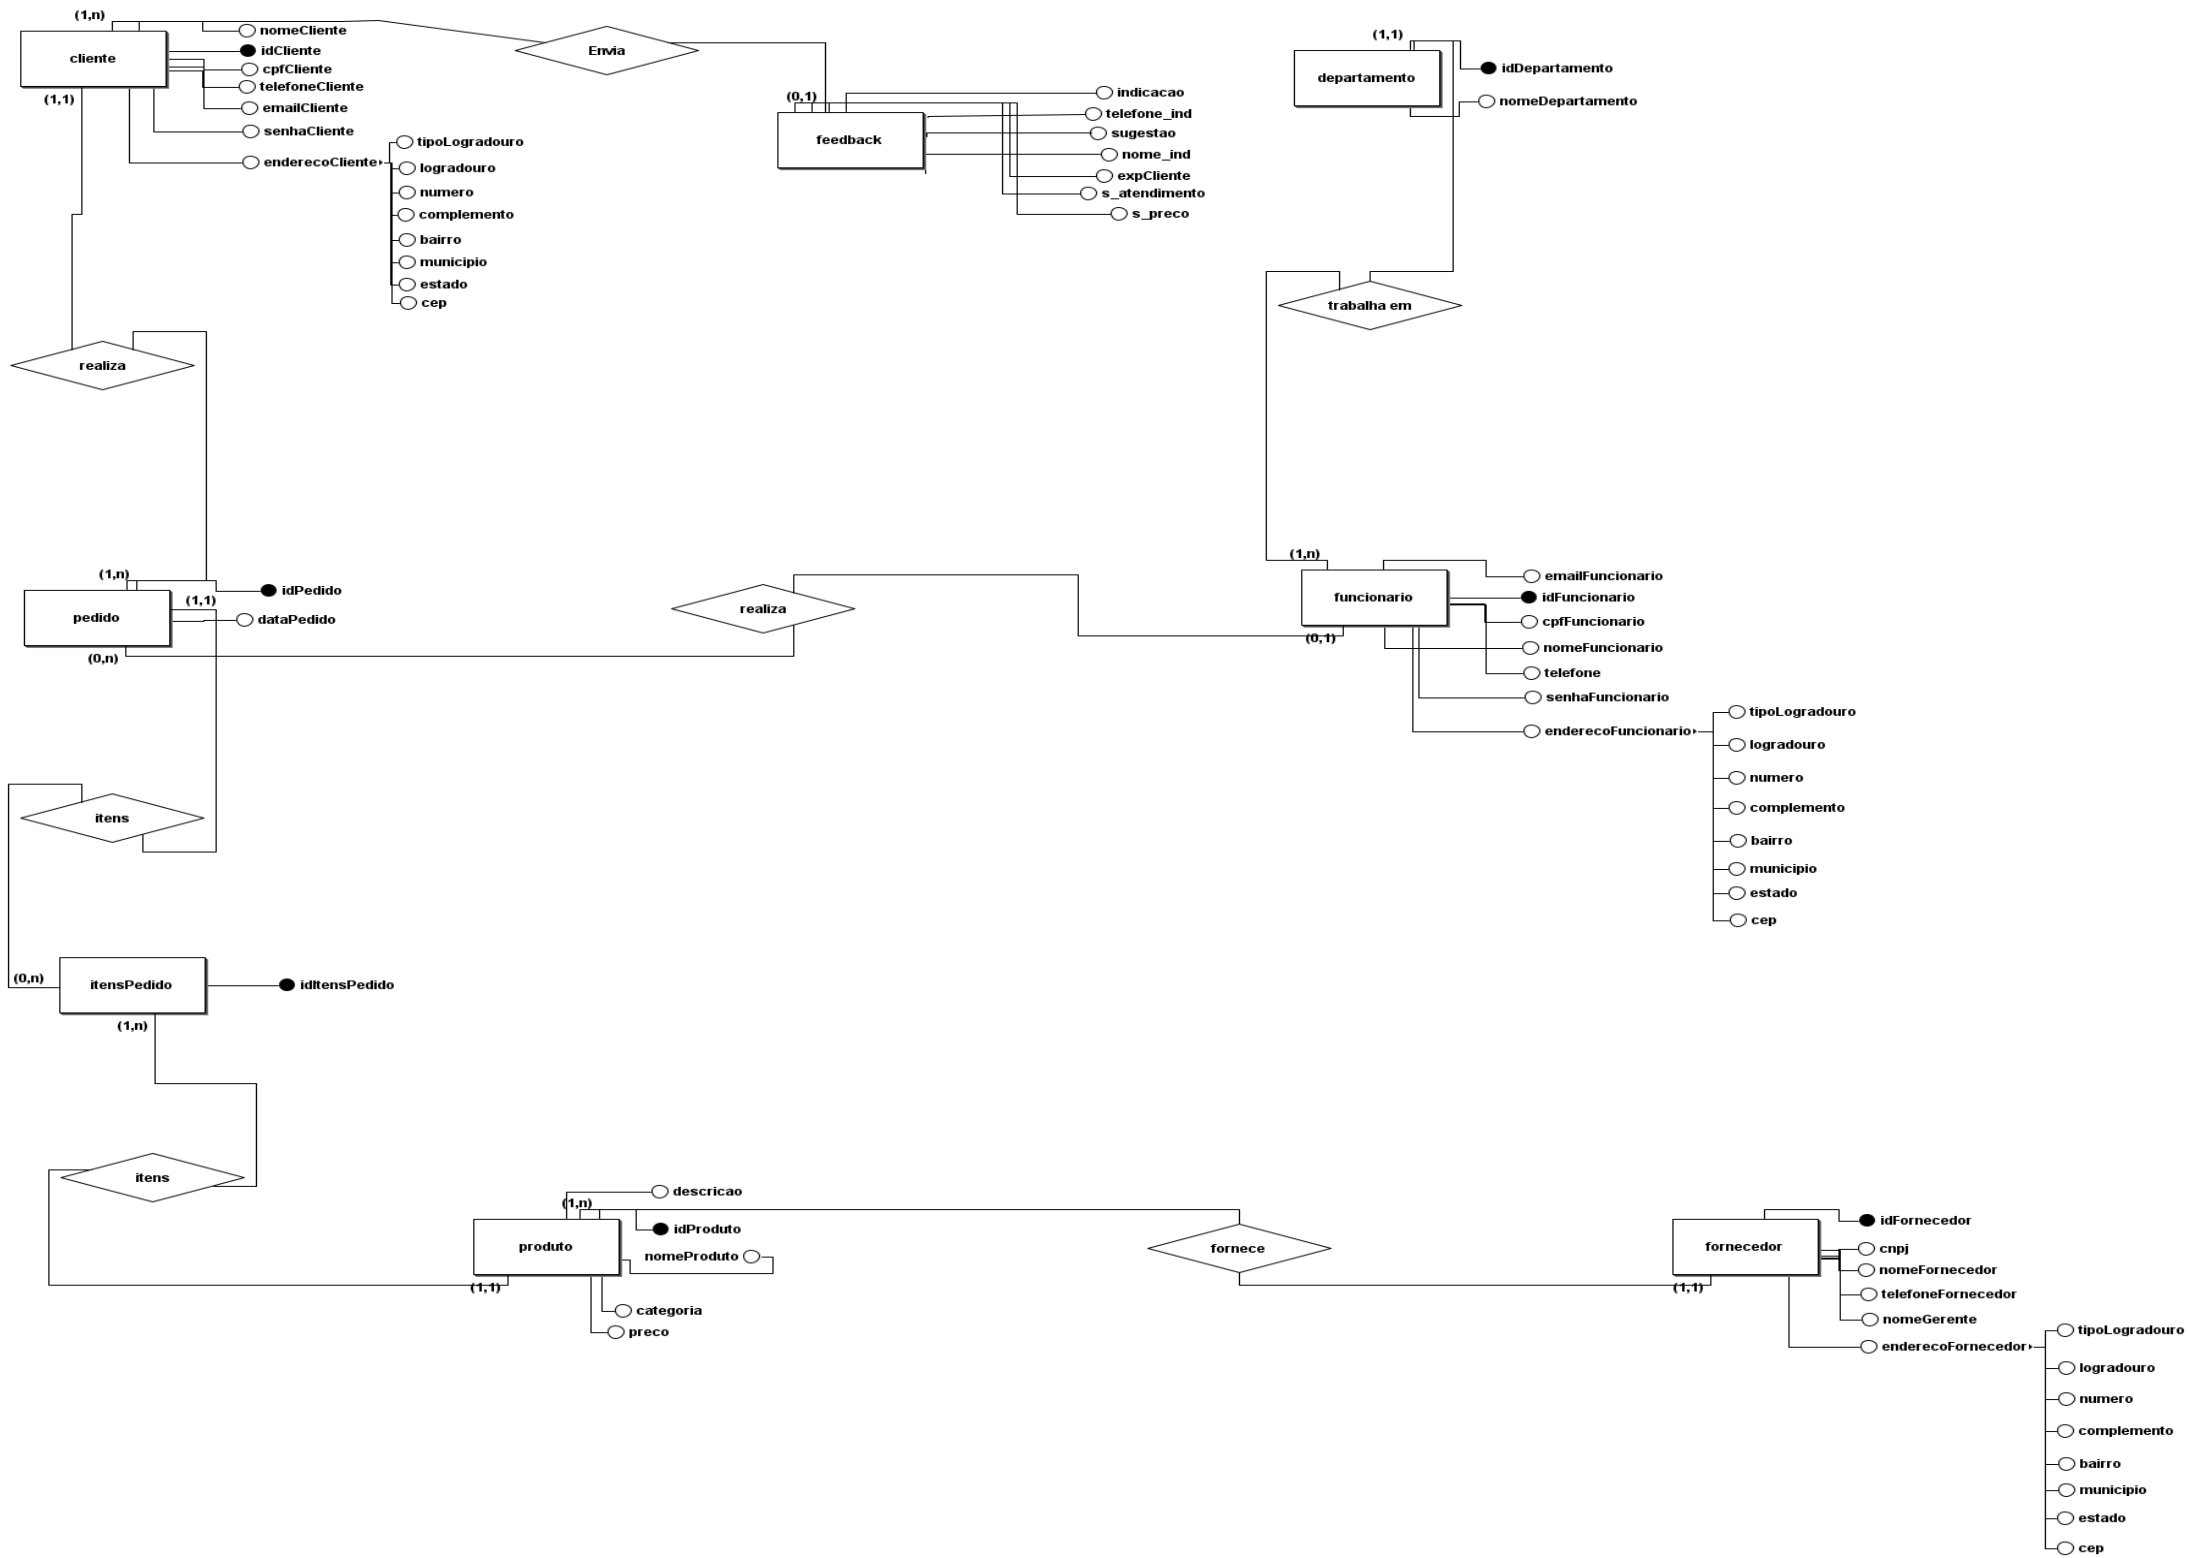 (1,n)
nomeCliente
idCliente
cliente
cpfCliente
telefoneCliente
(1,1)
emailCliente
senhaCliente
enderecoCliente
tipoLogradouro
logradouro
numero
complemento
bairro
municipio
estado
cep
Envia
(0,1)
feedback
indicacao
telefone_ind
sugestao
nome_ind
expCliente
s_atendimento
s_preco
(1,1)
departamento
idDepartamento
nomeDepartamento
trabalha em
realiza
(1,n)
idPedido
(1,1)
pedido
dataPedido
(0,n)
realiza
(1,n)
funcionario
(0,1)
emailFuncionario
idFuncionario
cpfFuncionario
nomeFuncionario
telefone
senhaFuncionario
enderecoFuncionario
tipoLogradouro
logradouro
numero
complemento
bairro
municipio
estado
cep
itens
(0,n)
itensPedido
idItensPedido
(1,n)
itens
descricao
(1,n)
idProduto
produto
nomeProduto
(1,1)
categoria
preco
fornece
fornecedor
(1,1)
idFornecedor
cnpj
nomeFornecedor
telefoneFornecedor
nomeGerente
enderecoFornecedor
tipoLogradouro
logradouro
numero
complemento
bairro
municipio
estado
cep